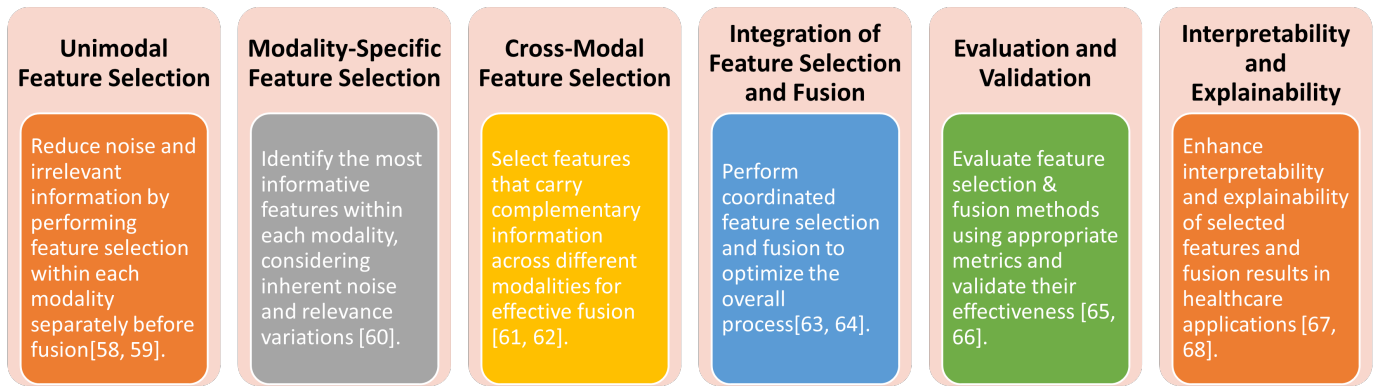 Unimodal
Feature Selection
Reduce noise and
irrelevant
information by
performing
feature selection
within each
modality
separately before
fusion[58, 59].
Modality-Specific
Feature Selection
Identify the most
informative
features within
each modality,
considering
inherent noise
and relevance
variations [60].
Cross-Modal
Feature Selection
Select features
that carry
complementary
information
across different
modalities for
effective fusion
[61, 62].
Integration of
Feature Selection
and Fusion
Perform
coordinated
feature selection
and fusion to
optimize the
overall
process[63, 64].
Evaluation and
Validation
Evaluate feature
selection &
fusion methods
using appropriate
metrics and
validate their
effectiveness [65,
66].
Interpretability
and
Explainability
Enhance
interpretability
and explainability
of selected
features and
fusion results in
healthcare
applications [67,
68].